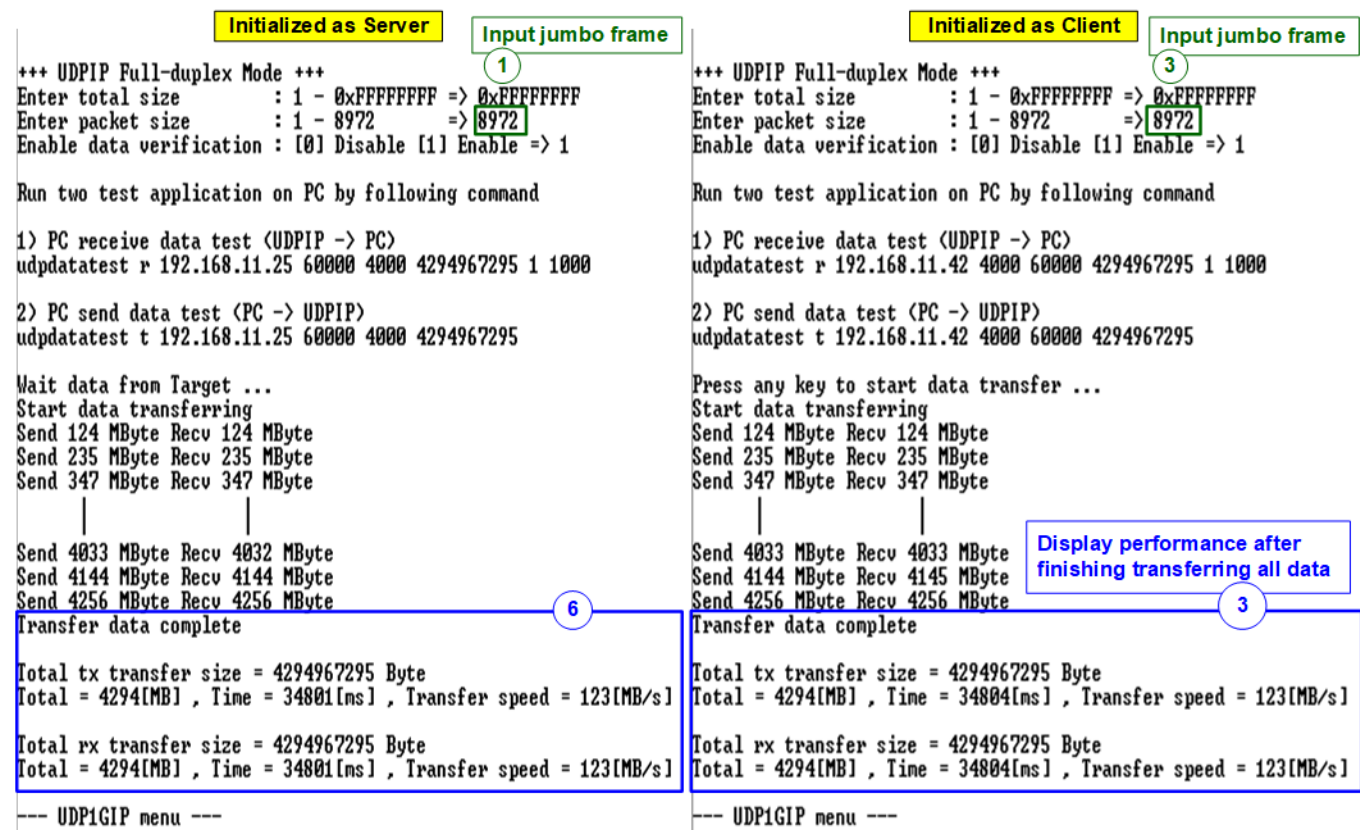 Initialized as Server
Input jumbo frame
1
+++ UDPIP Full-duplex Mode +++
Enter total size : 1 - 0xFFFFFFFF => 0xFFFFFFFF
Enter packet size : 1 - 8972 => 8972
Enable data verification : [0] Disable [1] Enable => 1
Run two test application on PC by following command
1) PC receive data test (UDPIP -> PC)
udpdatatest r 192.168.11.25 60000 4000 4294967295 1 1000
2) PC send data test (PC -> UDPIP)
udpdatatest t 192.168.11.25 60000 4000 4294967295
Wait data from Target ...
Start data transferring
Send 124 MByte Recv 124 MByte
Send 235 MByte Recv 235 MByte
Send 347 MByte Recv 347 MByte
Send 4033 MByte Recv 4032 MByte
Send 4144 MByte Recv 4144 MByte
Send 4256 MByte Recv 4256 MByte
6
Transfer data complete
Total tx transfer size = 4294967295 Byte
Total = 4294[MB] , Time = 34801[ms] , Transfer speed = 123[MB/s]
Total rx transfer size = 4294967295 Byte
Total = 4294[MB] , Time = 34801[ms] , Transfer speed = 123[MB/s]
--- UDP1GIP menu ---
Initialized as Client
Input jumbo frame
3
+++ UDPIP Full-duplex Mode +++
Enter total size : 1 - 0xFFFFFFFF => 0xFFFFFFFF
Enter packet size : 1 - 8972 => 8972
Enable data verification : [0] Disable [1] Enable => 1
Run two test application on PC by following command
1) PC receive data test (UDPIP -> PC)
udpdatatest r 192.168.11.42 4000 60000 4294967295 1 1000
2) PC send data test (PC -> UDPIP)
udpdatatest t 192.168.11.42 4000 60000 4294967295
Press any key to start data transfer ...
Start data transferring
Send 124 MByte Recv 124 MByte
Send 235 MByte Recv 235 MByte
Send 347 MByte Recv 347 MByte
Send 4033 MByte Recv 4033 MByte
Send 4144 MByte Recv 4145 MByte
Send 4256 MByte Recv 4256 MByte
Display performance after
finishing transferring all data
3
Transfer data complete
Total tx transfer size = 4294967295 Byte
Total = 4294[MB] , Time = 34804[ms] , Transfer speed = 123[MB/s]
Total rx transfer size = 4294967295 Byte
Total = 4294[MB] , Time = 34804[ms] , Transfer speed = 123[MB/s]
--- UDP1GIP menu ---